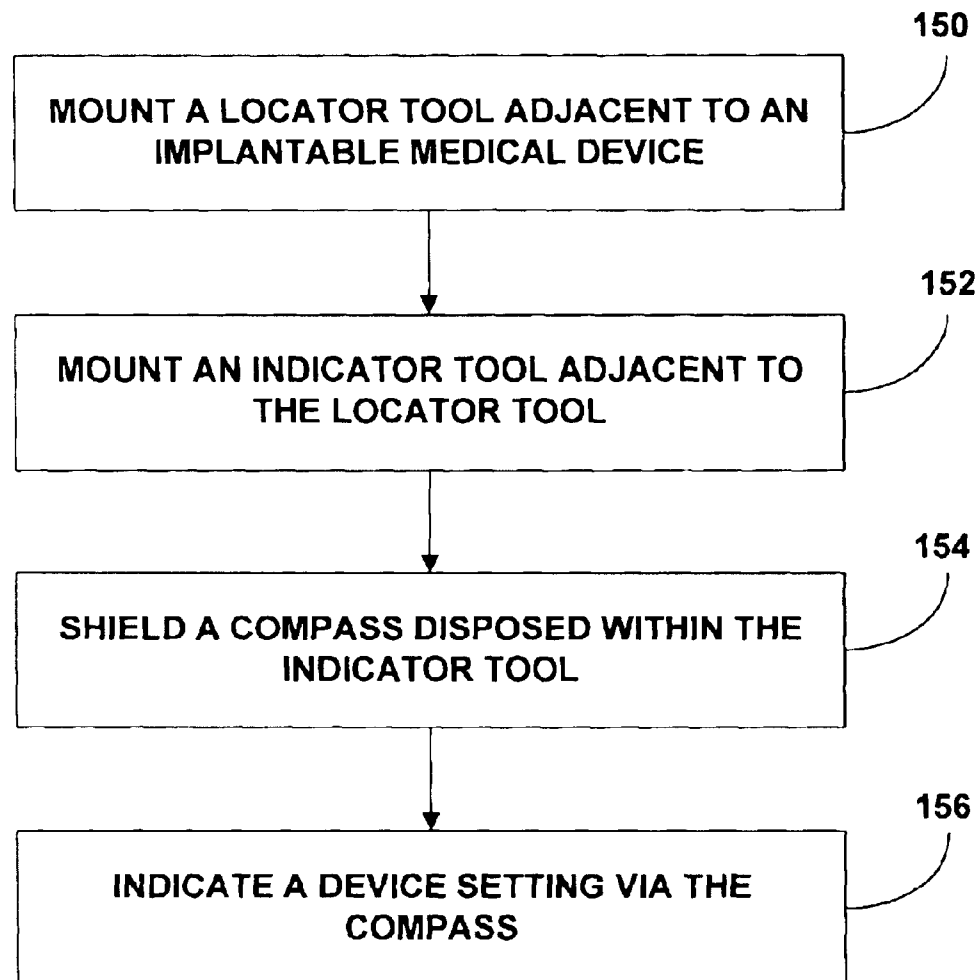 150
MOUNT A LOCATOR TOOL ADJACENT TO AN
IMPLANTABLE MEDICAL DEVICE
152
MOUNT AN INDICATOR TOOL ADJACENT TO
THE LOCATOR TOOL
154
SHIELD A COMPASS DISPOSED WITHIN THE
INDICATOR TOOL
156
INDICATE A DEVICE SETTING VIA THE
COMPASS